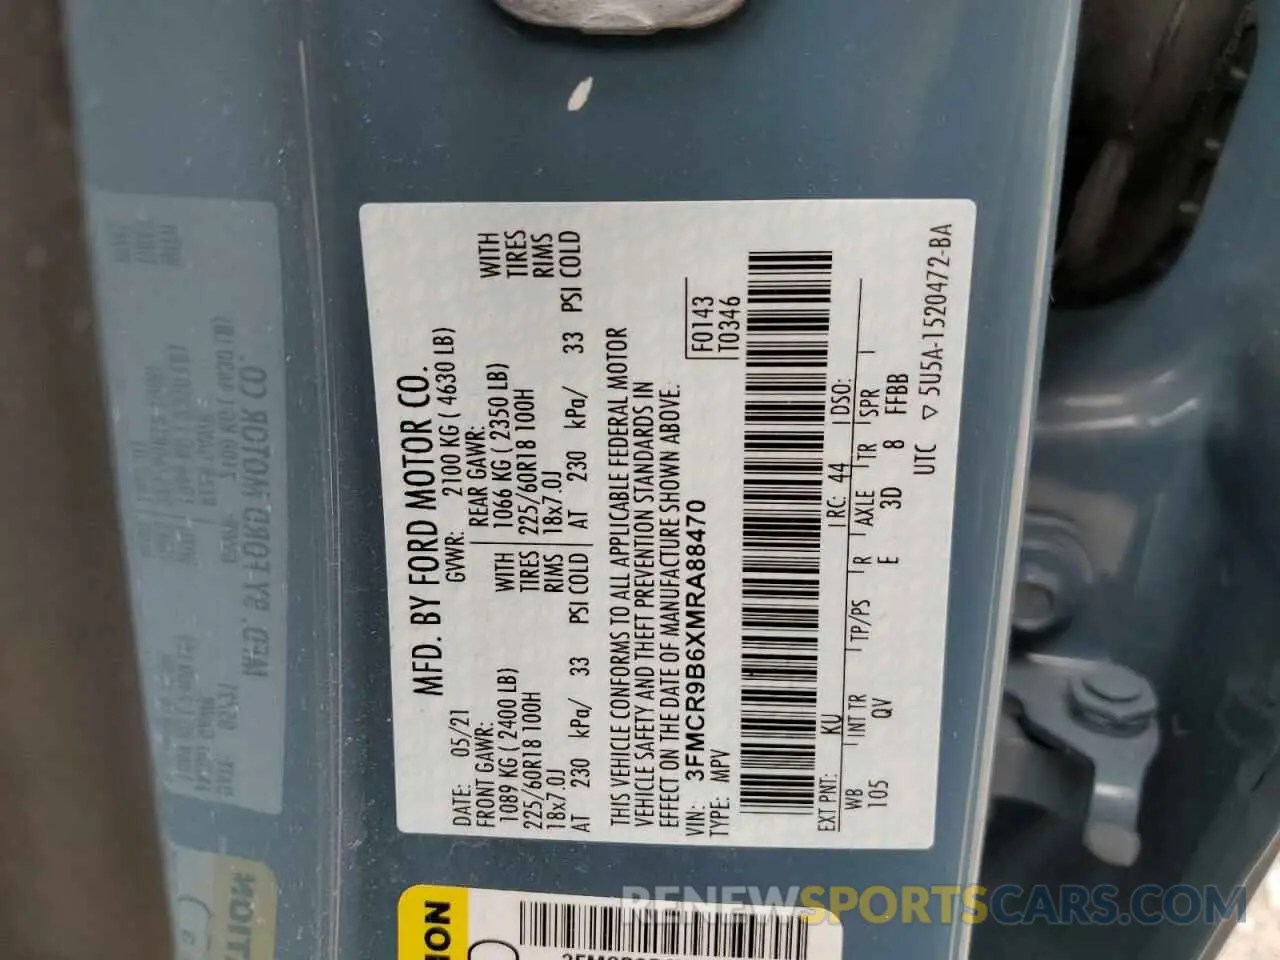 MFD. BY FORD MOTOR CO.
DATE: 05/21 GVWR: 2100 KG ( 4630 LB)
FRONT GAWR: REAR GAWR:
1089 KG ( 2400 LB) WITH 1066 KG ( 2350 LB) WITH
225/60R18 100H TIRES 225/60R18 100H TIRES
18x7.0J RIMS 18x7.0J RIMS
AT 230 kPa/ 33 PSI COLD AT 230 kPa/ 33 PSI COLD
THIS VEHICLE CONFORMS TO ALL APPLICABLE FEDERAL MOTOR
VEHICLE SAFETY AND THEFT PREVENTION STANDARDS IN
EFFECT ON THE DATE OF MANUFACTURE SHOWN ABOVE.
VIN: 3FMCR9B6XMRA88470 F0143
TYPE: MPV T0346
EXT PNT: KU RC: 44 DSO:
WB INT TR TP/PS R AXLE TR SPR
105 QV E 3D 8 FFBB
UTC ▽ 5U5A-1520472-BA
RENEWSPORTSCARS.COM